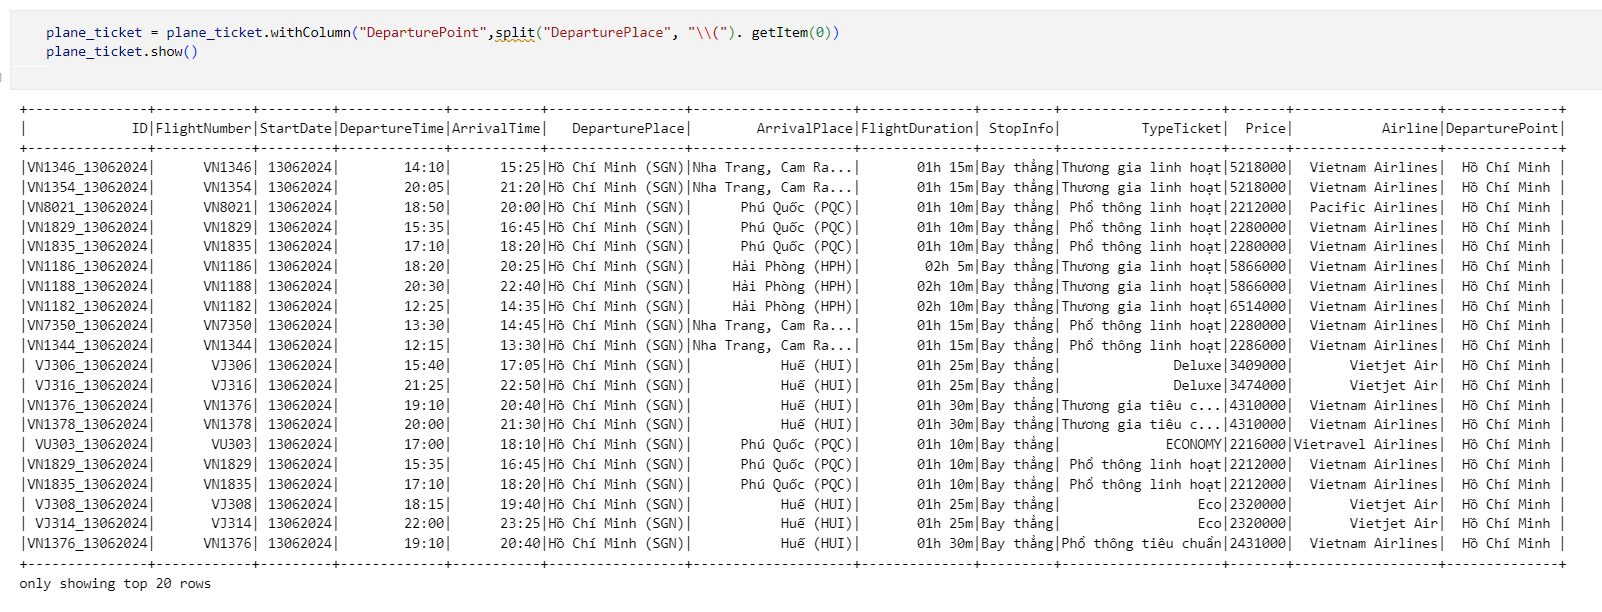 plane_ticket = plane_ticket.withColumn("DeparturePoint",split("DeparturePlace", "\\("). getItem(0))
plane_ticket.show()
+---------------+------------+---------+-------------+-----------+-----------------+--------------------+--------------+---------+--------------------+-------+------------------+--------------+
|             ID|FlightNumber|StartDate|DepartureTime|ArrivalTime|   DeparturePlace|        ArrivalPlace|FlightDuration| StopInfo|          TypeTicket|  Price|           Airline|DeparturePoint|
+---------------+------------+---------+-------------+-----------+-----------------+--------------------+--------------+---------+--------------------+-------+------------------+--------------+
|VN1346_13062024|      VN1346| 13062024|        14:10|      15:25|Hồ Chí Minh (SGN)|Nha Trang, Cam Ra...|       01h 15m|Bay thẳng|Thương gia linh hoạt|5218000|  Vietnam Airlines|  Hồ Chí Minh |
|VN1354_13062024|      VN1354| 13062024|        20:05|      21:20|Hồ Chí Minh (SGN)|Nha Trang, Cam Ra...|       01h 15m|Bay thẳng|Thương gia linh hoạt|5218000|  Vietnam Airlines|  Hồ Chí Minh |
|VN8021_13062024|      VN8021| 13062024|        18:50|      20:00|Hồ Chí Minh (SGN)|      Phú Quốc (PQC)|       01h 10m|Bay thẳng| Phổ thông linh hoạt|2212000|  Pacific Airlines|  Hồ Chí Minh |
|VN1829_13062024|      VN1829| 13062024|        15:35|      16:45|Hồ Chí Minh (SGN)|      Phú Quốc (PQC)|       01h 10m|Bay thẳng| Phổ thông linh hoạt|2280000|  Vietnam Airlines|  Hồ Chí Minh |
|VN1835_13062024|      VN1835| 13062024|        17:10|      18:20|Hồ Chí Minh (SGN)|      Phú Quốc (PQC)|       01h 10m|Bay thẳng| Phổ thông linh hoạt|2280000|  Vietnam Airlines|  Hồ Chí Minh |
|VN1186_13062024|      VN1186| 13062024|        18:20|      20:25|Hồ Chí Minh (SGN)|     Hải Phòng (HPH)|        02h 5m|Bay thẳng|Thương gia linh hoạt|5866000|  Vietnam Airlines|  Hồ Chí Minh |
|VN1188_13062024|      VN1188| 13062024|        20:30|      22:40|Hồ Chí Minh (SGN)|     Hải Phòng (HPH)|       02h 10m|Bay thẳng|Thương gia linh hoạt|5866000|  Vietnam Airlines|  Hồ Chí Minh |
|VN1182_13062024|      VN1182| 13062024|        12:25|      14:35|Hồ Chí Minh (SGN)|     Hải Phòng (HPH)|       02h 10m|Bay thẳng|Thương gia linh hoạt|6514000|  Vietnam Airlines|  Hồ Chí Minh |
|VN7350_13062024|      VN7350| 13062024|        13:30|      14:45|Hồ Chí Minh (SGN)|Nha Trang, Cam Ra...|       01h 15m|Bay thẳng| Phổ thông linh hoạt|2280000|  Vietnam Airlines|  Hồ Chí Minh |
|VN1344_13062024|      VN1344| 13062024|        12:15|      13:30|Hồ Chí Minh (SGN)|Nha Trang, Cam Ra...|       01h 15m|Bay thẳng| Phổ thông linh hoạt|2286000|  Vietnam Airlines|  Hồ Chí Minh |
| VJ306_13062024|       VJ306| 13062024|        15:40|      17:05|Hồ Chí Minh (SGN)|           Huế (HUI)|       01h 25m|Bay thẳng|              Deluxe|3409000|       Vietjet Air|  Hồ Chí Minh |
| VJ316_13062024|       VJ316| 13062024|        21:25|      22:50|Hồ Chí Minh (SGN)|           Huế (HUI)|       01h 25m|Bay thẳng|              Deluxe|3474000|       Vietjet Air|  Hồ Chí Minh |
|VN1376_13062024|      VN1376| 13062024|        19:10|      20:40|Hồ Chí Minh (SGN)|           Huế (HUI)|       01h 30m|Bay thẳng|Thương gia tiêu c...|4310000|  Vietnam Airlines|  Hồ Chí Minh |
|VN1378_13062024|      VN1378| 13062024|        20:00|      21:30|Hồ Chí Minh (SGN)|           Huế (HUI)|       01h 30m|Bay thẳng|Thương gia tiêu c...|4310000|  Vietnam Airlines|  Hồ Chí Minh |
| VU303_13062024|       VU303| 13062024|        17:00|      18:10|Hồ Chí Minh (SGN)|      Phú Quốc (PQC)|       01h 10m|Bay thẳng|             ECONOMY|2216000|Vietravel Airlines|  Hồ Chí Minh |
|VN1829_13062024|      VN1829| 13062024|        15:35|      16:45|Hồ Chí Minh (SGN)|      Phú Quốc (PQC)|       01h 10m|Bay thẳng| Phổ thông linh hoạt|2212000|  Vietnam Airlines|  Hồ Chí Minh |
|VN1835_13062024|      VN1835| 13062024|        17:10|      18:20|Hồ Chí Minh (SGN)|      Phú Quốc (PQC)|       01h 10m|Bay thẳng| Phổ thông linh hoạt|2212000|  Vietnam Airlines|  Hồ Chí Minh |
| VJ308_13062024|       VJ308| 13062024|        18:15|      19:40|Hồ Chí Minh (SGN)|           Huế (HUI)|       01h 25m|Bay thẳng|                 Eco|2320000|       Vietjet Air|  Hồ Chí Minh |
| VJ314_13062024|       VJ314| 13062024|        22:00|      23:25|Hồ Chí Minh (SGN)|           Huế (HUI)|       01h 25m|Bay thẳng|                 Eco|2320000|       Vietjet Air|  Hồ Chí Minh |
|VN1376_13062024|      VN1376| 13062024|        19:10|      20:40|Hồ Chí Minh (SGN)|           Huế (HUI)|       01h 30m|Bay thẳng|Phổ thông tiêu chuẩn|2431000|  Vietnam Airlines|  Hồ Chí Minh |
+---------------+------------+---------+-------------+-----------+-----------------+--------------------+--------------+---------+--------------------+-------+------------------+--------------+
only showing top 20 rows